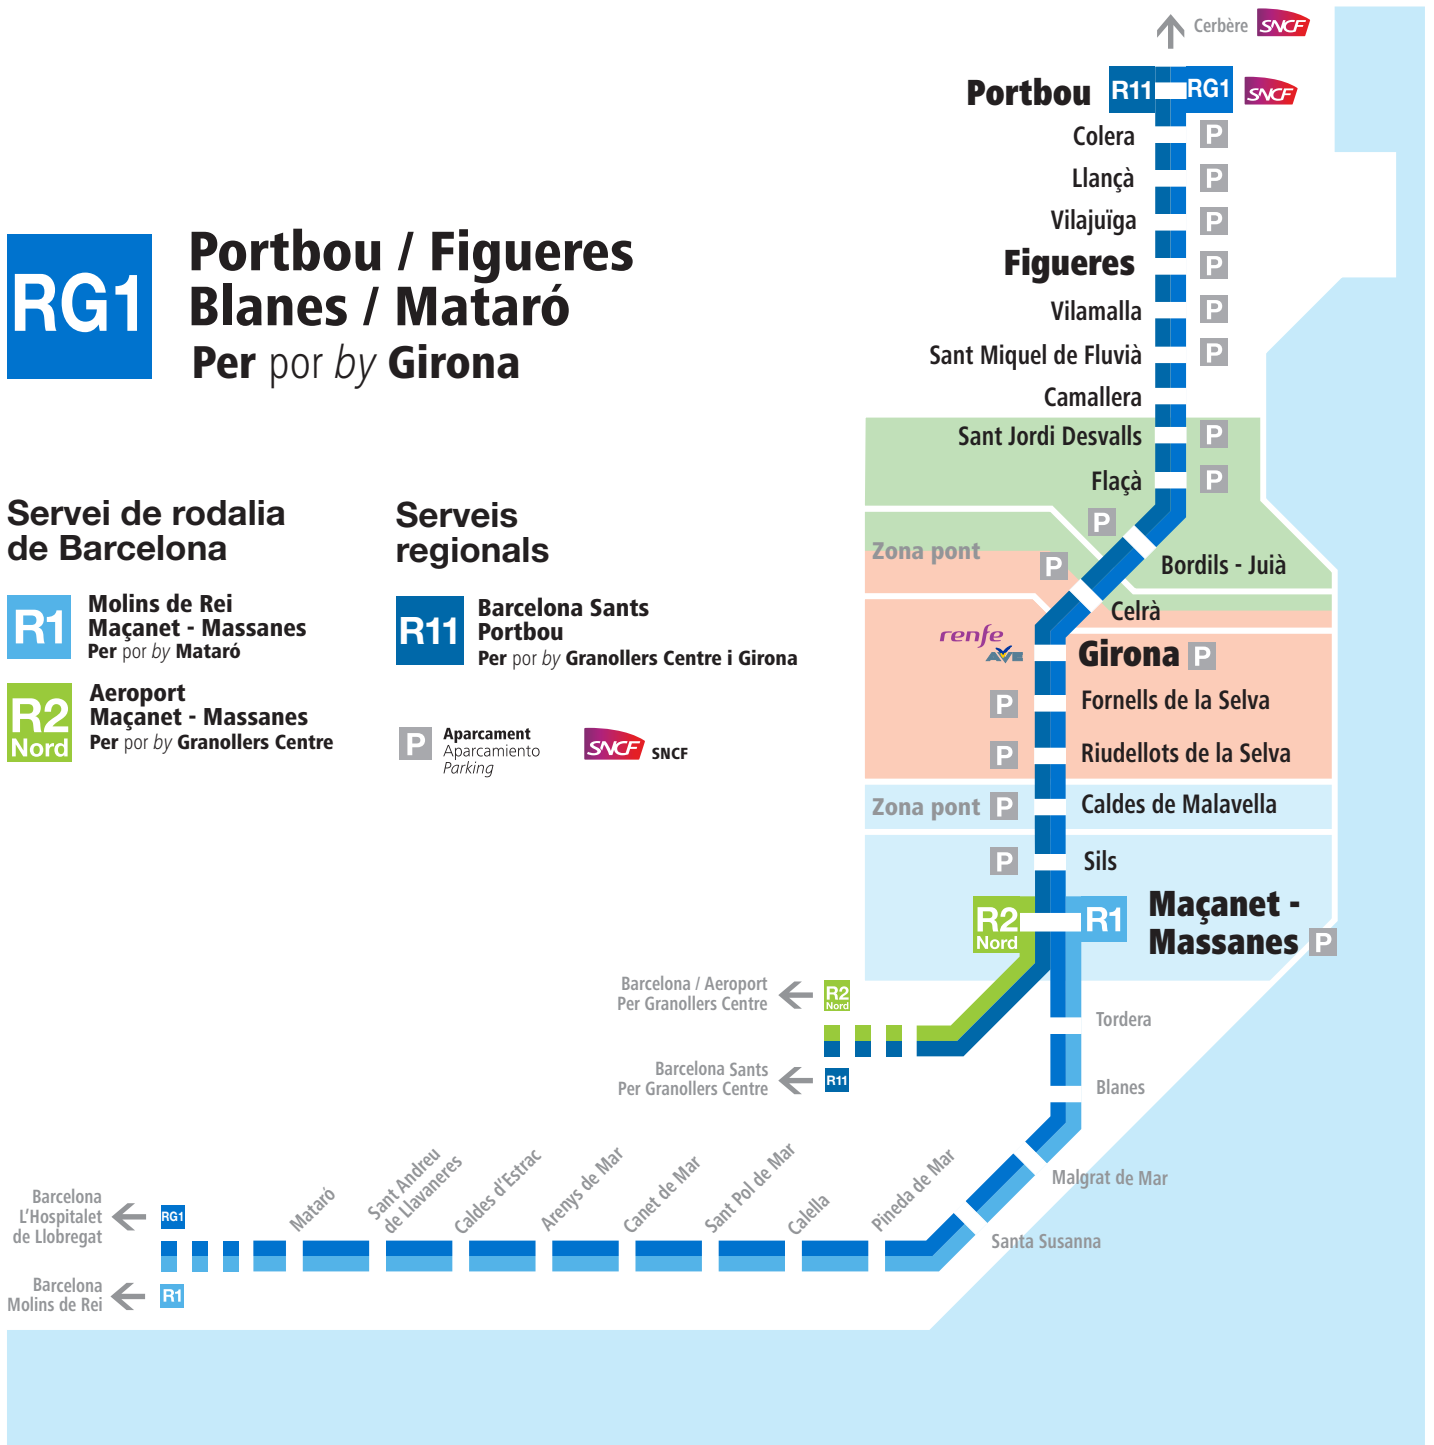 Cerbère SNCF
Portbou R11 RG1 SNCF
Colera P
Llançà P
Vilajuïga P
Figueres P
Vilamalla P
Sant Miquel de Fluvià P
Camallera
Sant Jordi Desvalls P
Flaçà P
P
Zona pont
P
Bordils - Juià
Celrà
renfe
AVE
Girona P
P Fornells de la Selva
P Riudellots de la Selva
Zona pont P Caldes de Malavella
P Sils
R2
Nord
R1
Maçanet -
Massanes P
RG1
Portbou / Figueres
Blanes / Mataró
Per por by Girona
Servei de rodalia
de Barcelona
R1
Molins de Rei
Maçanet - Massanes
Per por by Mataró
R2
Nord
Aeroport
Maçanet - Massanes
Per por by Granollers Centre
Serveis
regionals
R11
Barcelona Sants
Portbou
Per por by Granollers Centre i Girona
P
Aparcament
Aparcamiento
Parking
SNCF SNCF
Barcelona / Aeroport
Per Granollers Centre
R2
Nord
Barcelona Sants
Per Granollers Centre
R11
Tordera
Blanes
Malgrat de Mar
Santa Susanna
Pineda de Mar
Calella
Sant Pol de Mar
Canet de Mar
Arenys de Mar
Caldes d'Estrac
Sant Andreu
de Llavaneres
Mataró
Barcelona
L'Hospitalet
de Llobregat
RG1
Barcelona
Molins de Rei
R1